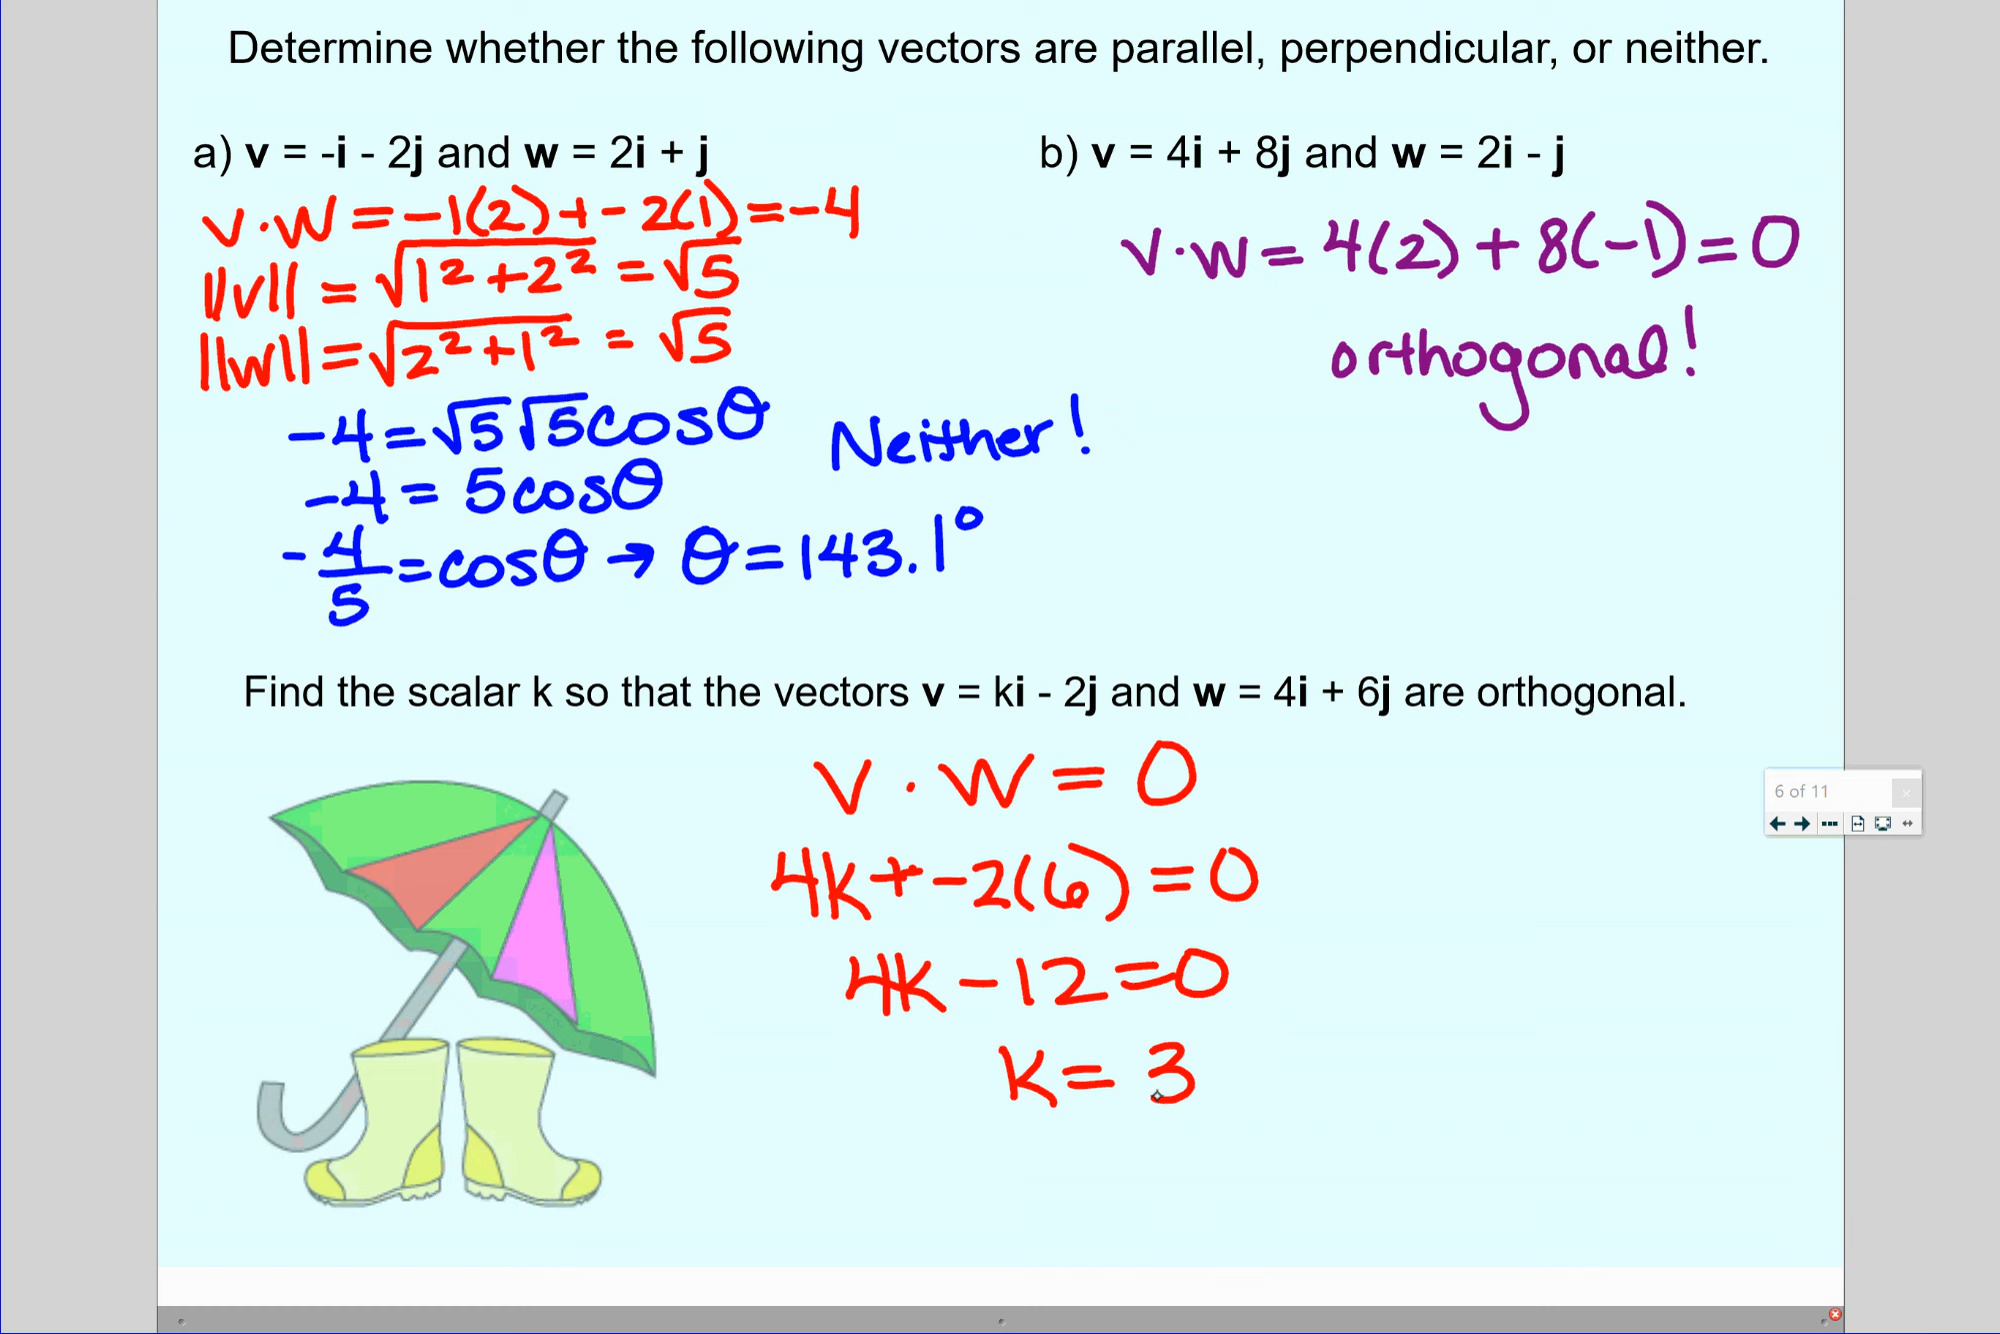 Determine whether the following vectors are parallel, perpendicular, or neither.
a) v = -i - 2j and w = 2i + j
v·w = -1(2) + -2(1) = -4
||v|| = √1² + 2² = √5
||w|| = √2² + 1² = √5
-4 = √5 √5 cosθ
-4 = 5cosθ
-4/5 = cosθ → θ = 143.1°
Neither!
b) v = 4i + 8j and w = 2i - j
v·w = 4(2) + 8(-1) = 0
orthogonal!
Find the scalar k so that the vectors v = ki - 2j and w = 4i + 6j are orthogonal.
v · w = 0
4k + -2(6) = 0
4k - 12 = 0
k = 3
6 of 11